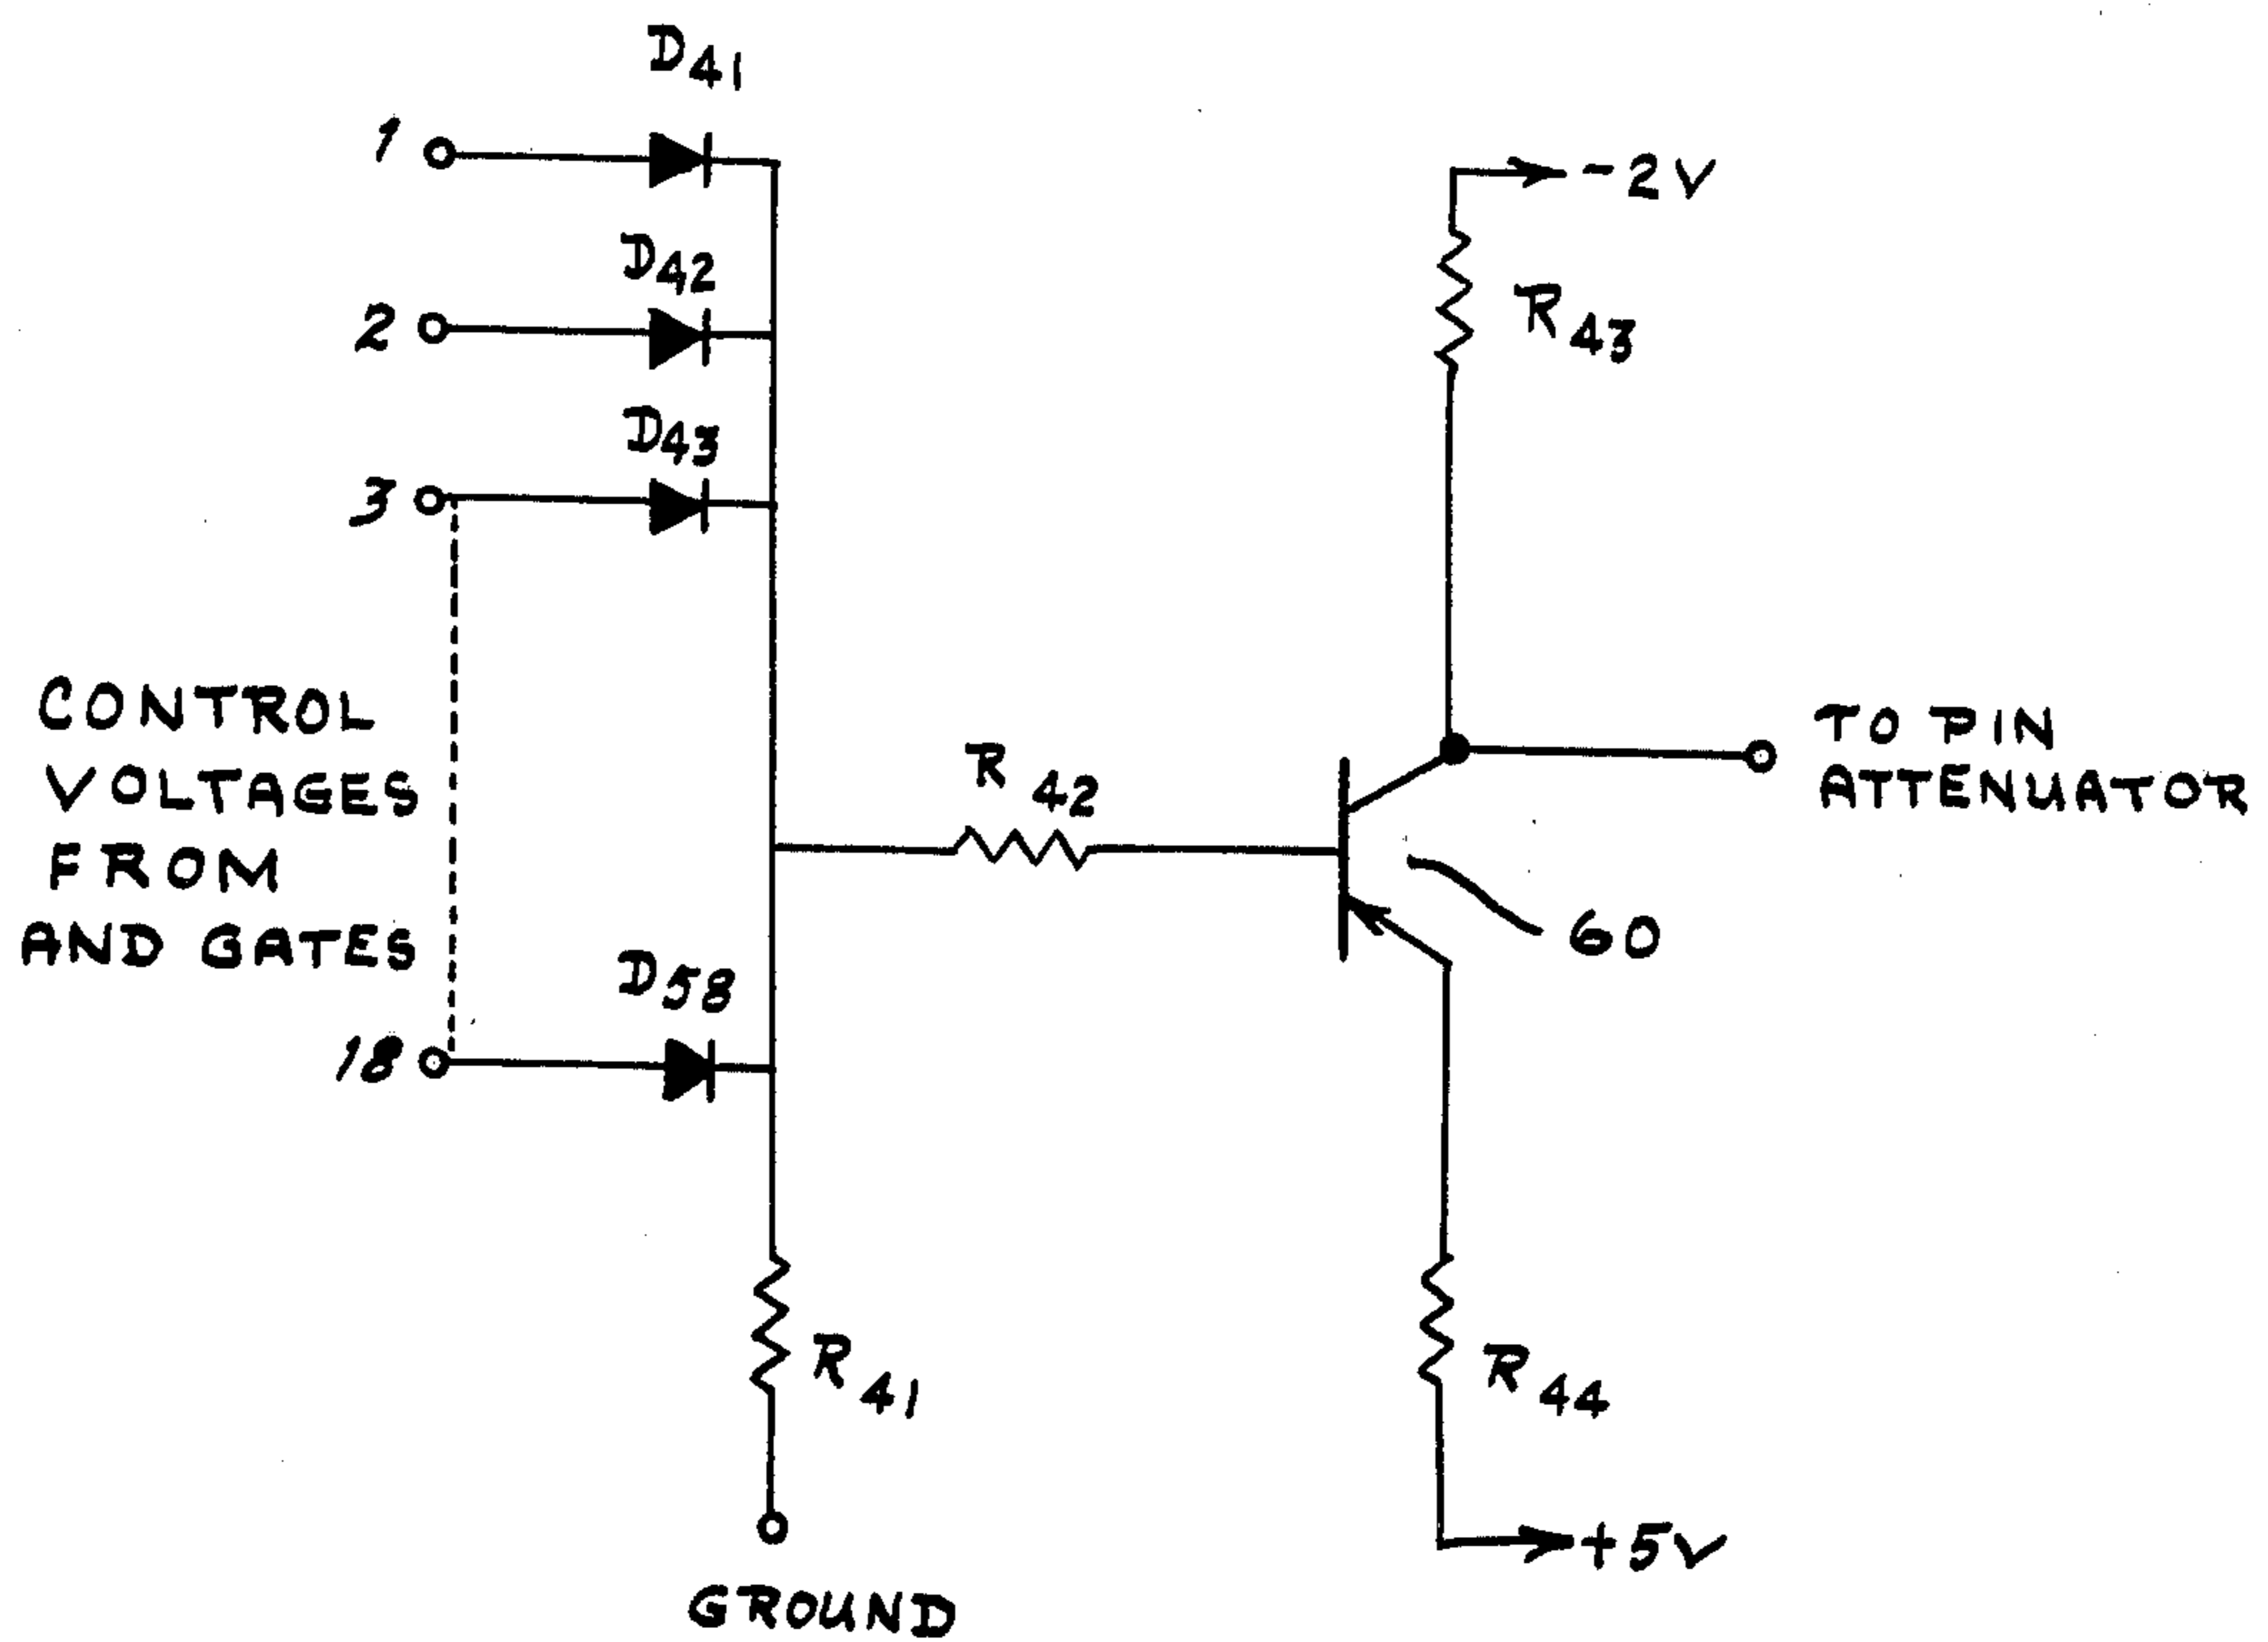 D41
1
D42
2
D43
3
CONTROL
VOLTAGES
FROM
AND GATES
D58
18
R41
GROUND
R42
-2V
R43
TO PIN
ATTENUATOR
60
R44
+5V